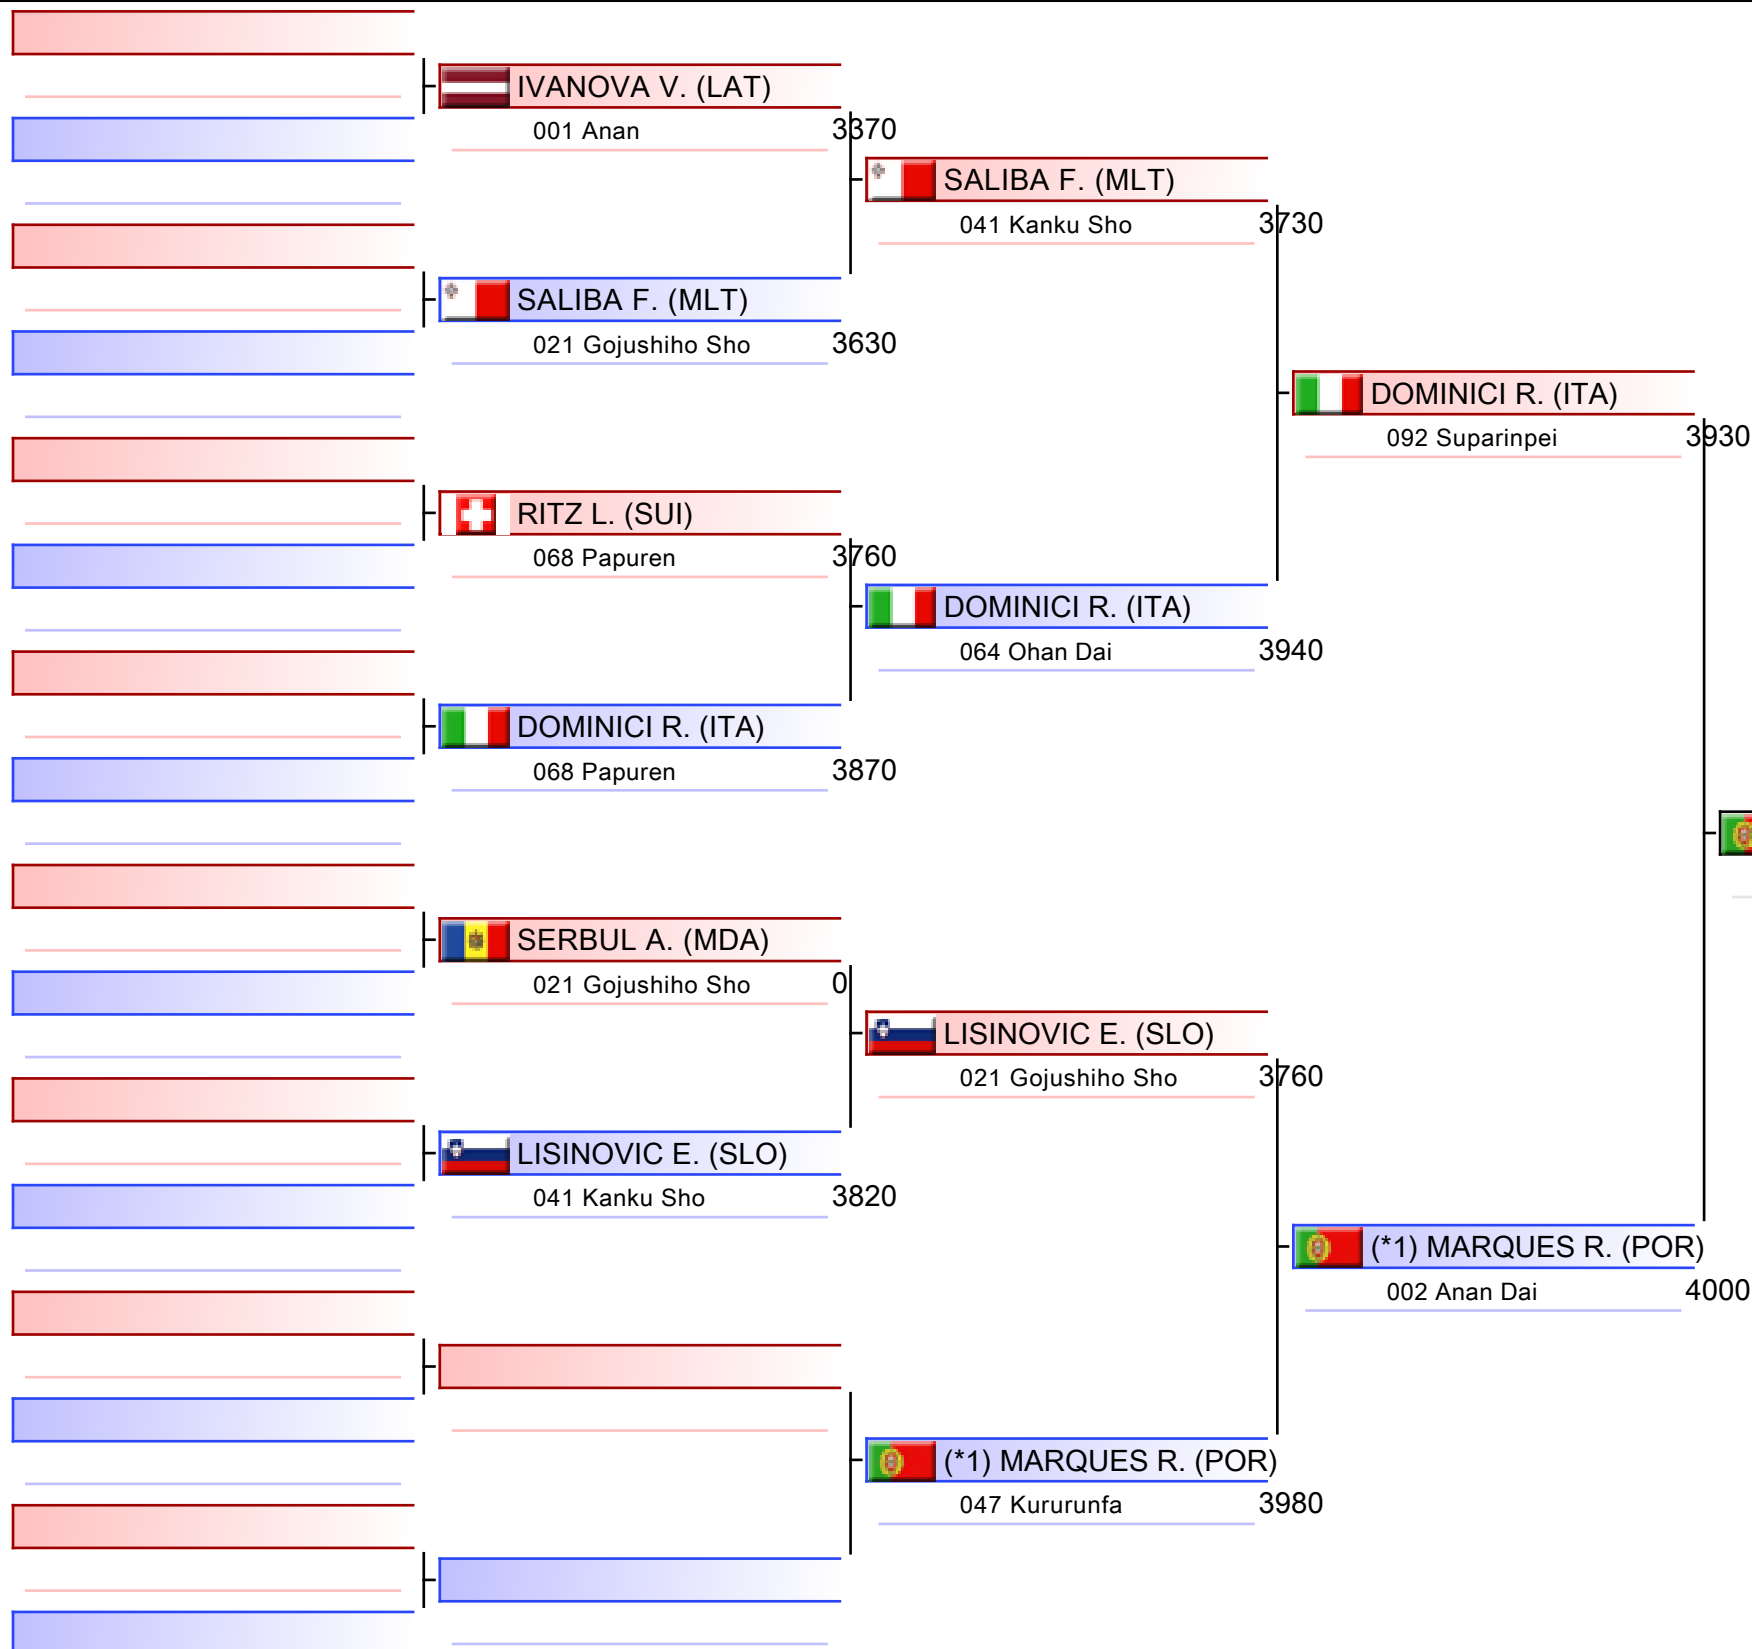 IVANOVA V. (LAT)
001 Anan 3370
SALIBA F. (MLT)
041 Kanku Sho 3730
SALIBA F. (MLT)
021 Gojushiho Sho 3630
DOMINICI R. (ITA)
092 Suparinpei 3930
RITZ L. (SUI)
068 Papuren 3760
DOMINICI R. (ITA)
064 Ohan Dai 3940
DOMINICI R. (ITA)
068 Papuren 3870
SERBUL A. (MDA)
021 Gojushiho Sho 0
LISINOVIC E. (SLO)
021 Gojushiho Sho 3760
LISINOVIC E. (SLO)
041 Kanku Sho 3820
(*1) MARQUES R. (POR)
002 Anan Dai 4000
(*1) MARQUES R. (POR)
047 Kururunfa 3980